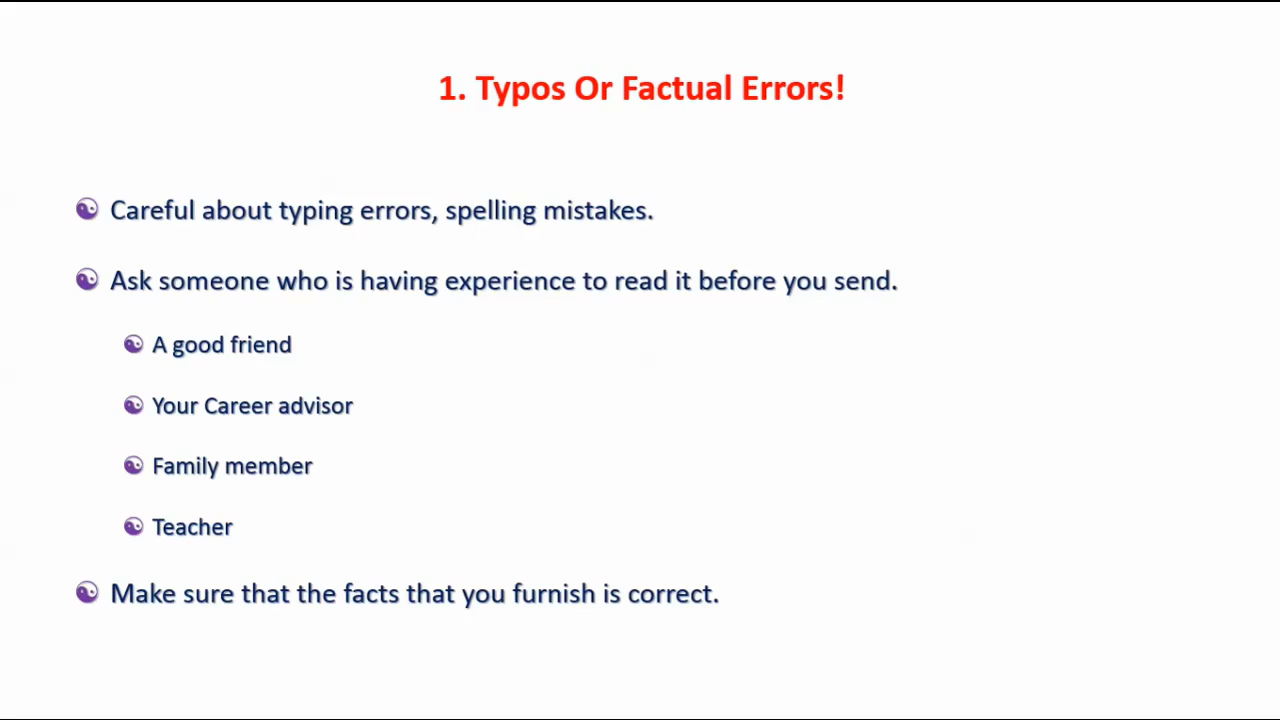 1. Typos Or Factual Errors!
Careful about typing errors, spelling mistakes.
Ask someone who is having experience to read it before you send.
A good friend
Your Career advisor
Family member
Teacher
Make sure that the facts that you furnish is correct.